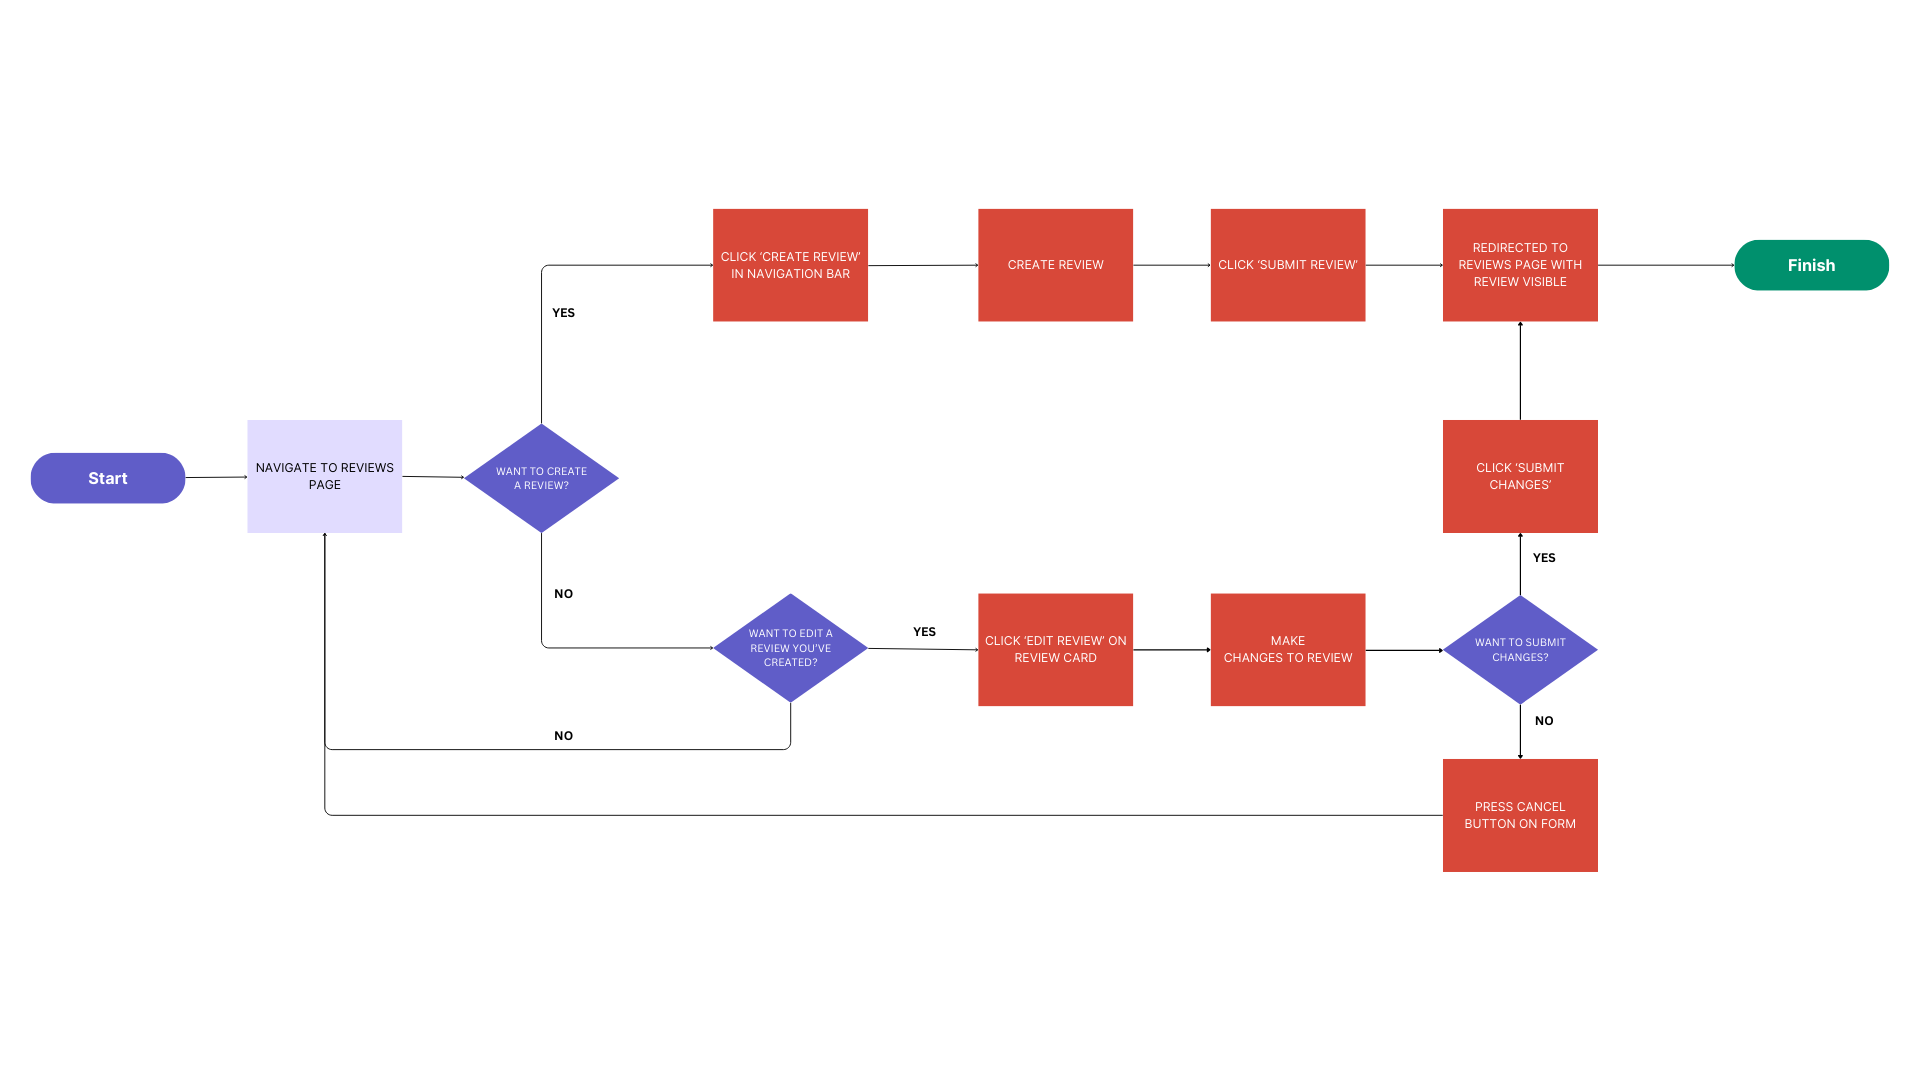 CLICK ‘CREATE REVIEW’
IN NAVIGATION BAR
CREATE REVIEW
CLICK ‘SUBMIT REVIEW’
REDIRECTED TO
REVIEWS PAGE WITH
REVIEW VISIBLE
Finish
YES
Start
NAVIGATE TO REVIEWS
PAGE
WANT TO CREATE
A REVIEW?
CLICK ‘SUBMIT
CHANGES’
YES
NO
WANT TO EDIT A
REVIEW YOU’VE
CREATED?
YES
CLICK ‘EDIT REVIEW’ ON
REVIEW CARD
MAKE
CHANGES TO REVIEW
WANT TO SUBMIT
CHANGES?
NO
NO
PRESS CANCEL
BUTTON ON FORM